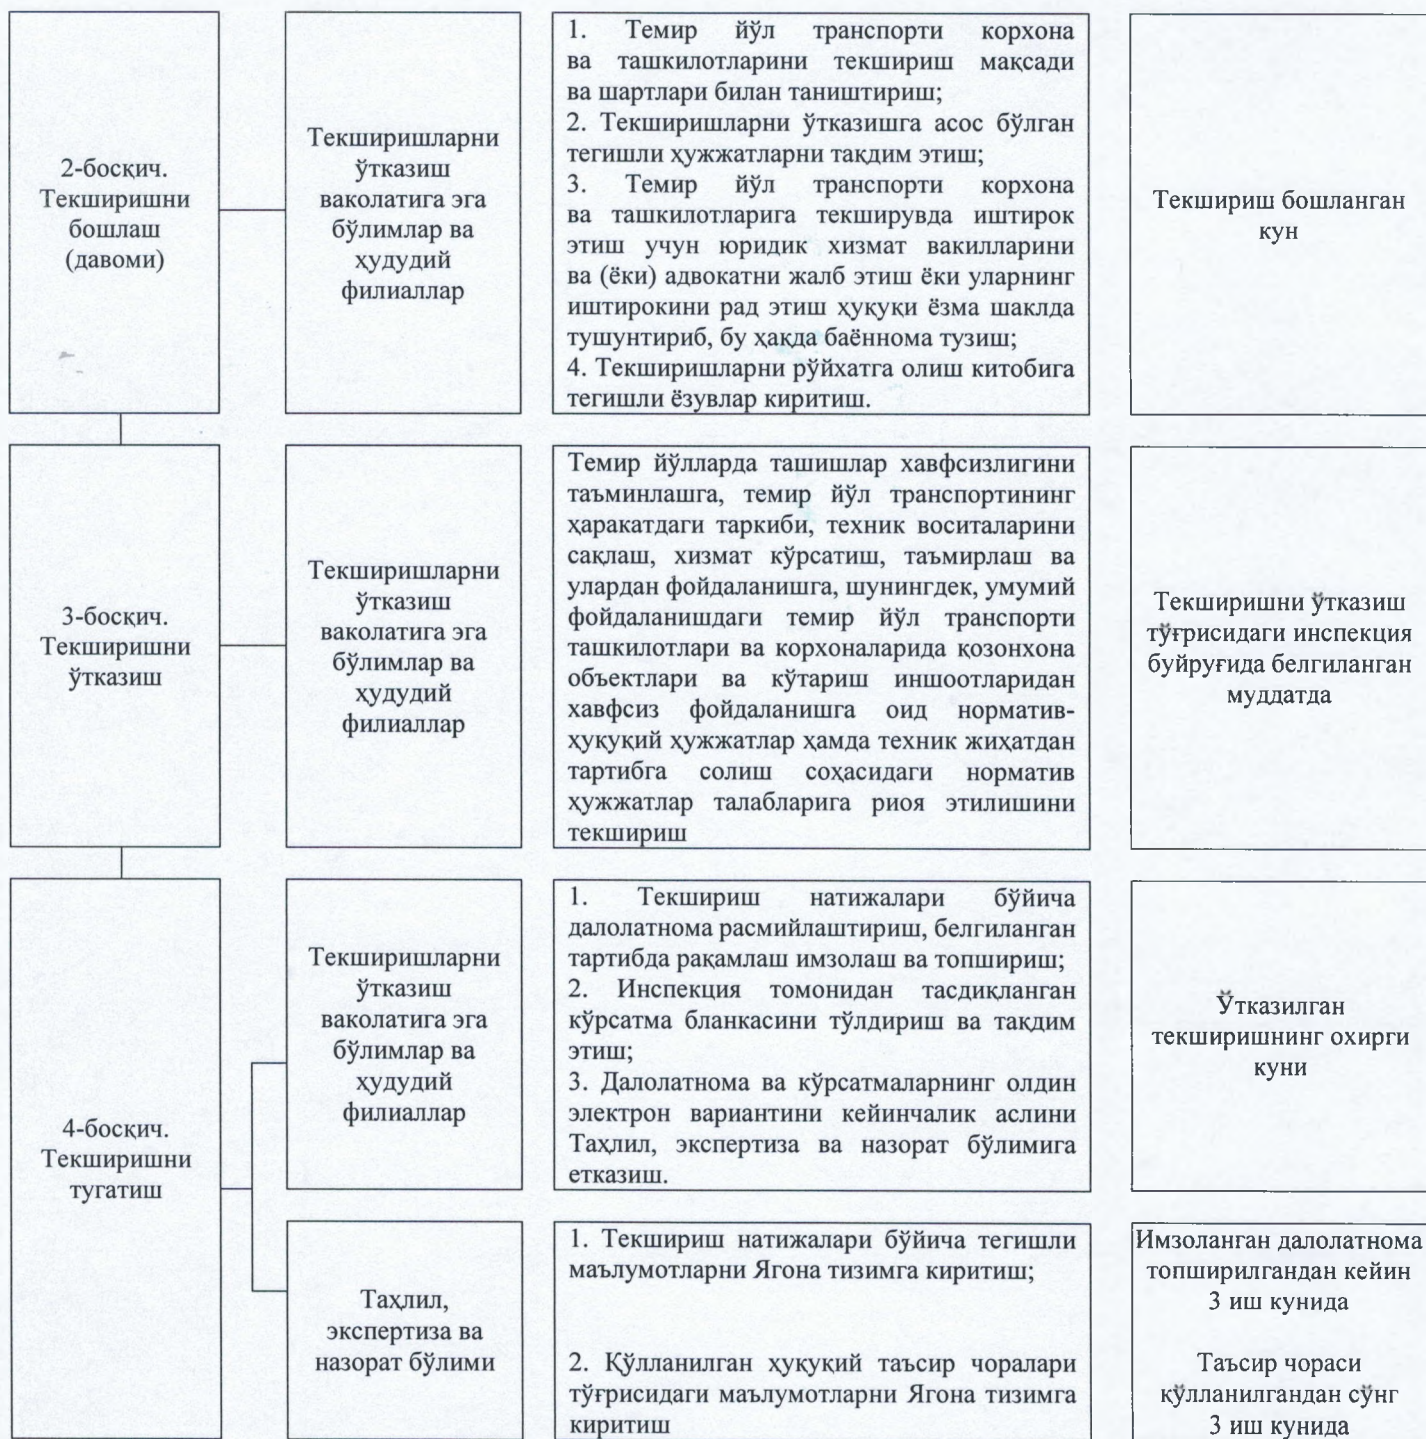 2-босқич.
Текширишни
бошлаш
(давоми)
Текширишларни
ўтказиш
ваколатига эга
бўлимлар ва
ҳудудий
филиаллар
1. Темир йўл транспорти корхона
ва ташкилотларини текшириш мақсади
ва шартлари билан таништириш;
2. Текширишларни ўтказишга асос бўлган
тегишли ҳужжатларни тақдим этиш;
3. Темир йўл транспорти корхона
ва ташкилотларига текширувда иштирок
этиш учун юридик хизмат вакилларини
ва (ёки) адвокатни жалб этиш ёки уларнинг
иштирокини рад этиш ҳуқуқи ёзма шаклда
тушунтириб, бу ҳақда баённома тузиш;
4. Текширишларни рўйхатга олиш китобига
тегишли ёзувлар киритиш.
Текшириш бошланган
кун
3-босқич.
Текширишни
ўтказиш
Текширишларни
ўтказиш
ваколатига эга
бўлимлар ва
ҳудудий
филиаллар
Темир йўлларда ташишлар хавфсизлигини
таъминлашга, темир йўл транспортининг
ҳаракатдаги таркиби, техник воситаларини
сақлаш, хизмат кўрсатиш, таъмирлаш ва
улардан фойдаланишга, шунингдек, умумий
фойдаланишдаги темир йўл транспорти
ташкилотлари ва корхоналарида қозонхона
объектлари ва кўтариш иншоотларидан
хавфсиз фойдаланишга оид норматив-
ҳуқуқий ҳужжатлар ҳамда техник жиҳатдан
тартибга солиш соҳасидаги норматив
ҳужжатлар талабларига риоя этилишини
текшириш
Текширишни ўтказиш
тўғрисидаги инспекция
буйруғида белгиланган
муддатда
4-босқич.
Текширишни
тугатиш
Текширишларни
ўтказиш
ваколатига эга
бўлимлар ва
ҳудудий
филиаллар
1. Текшириш натижалари бўйича
далолатнома расмийлаштириш, белгиланган
тартибда рақамлаш имзолаш ва топшириш;
2. Инспекция томонидан тасдиқланган
кўрсатма бланкасини тўлдириш ва тақдим
этиш;
3. Далолатнома ва кўрсатмаларнинг олдин
электрон вариантини кейинчалик аслини
Таҳлил, экспертиза ва назорат бўлимига
етказиш.
Ўтказилган
текширишнинг охирги
куни
Таҳлил,
экспертиза ва
назорат бўлими
1. Текшириш натижалари бўйича тегишли
маълумотларни Ягона тизимга киритиш;
2. Қўлланилган ҳуқуқий таъсир чоралари
тўғрисидаги маълумотларни Ягона тизимга
киритиш
Имзоланган далолатнома
топширилгандан кейин
3 иш кунида
Таъсир чораси
қўлланилгандан сўнг
3 иш кунида